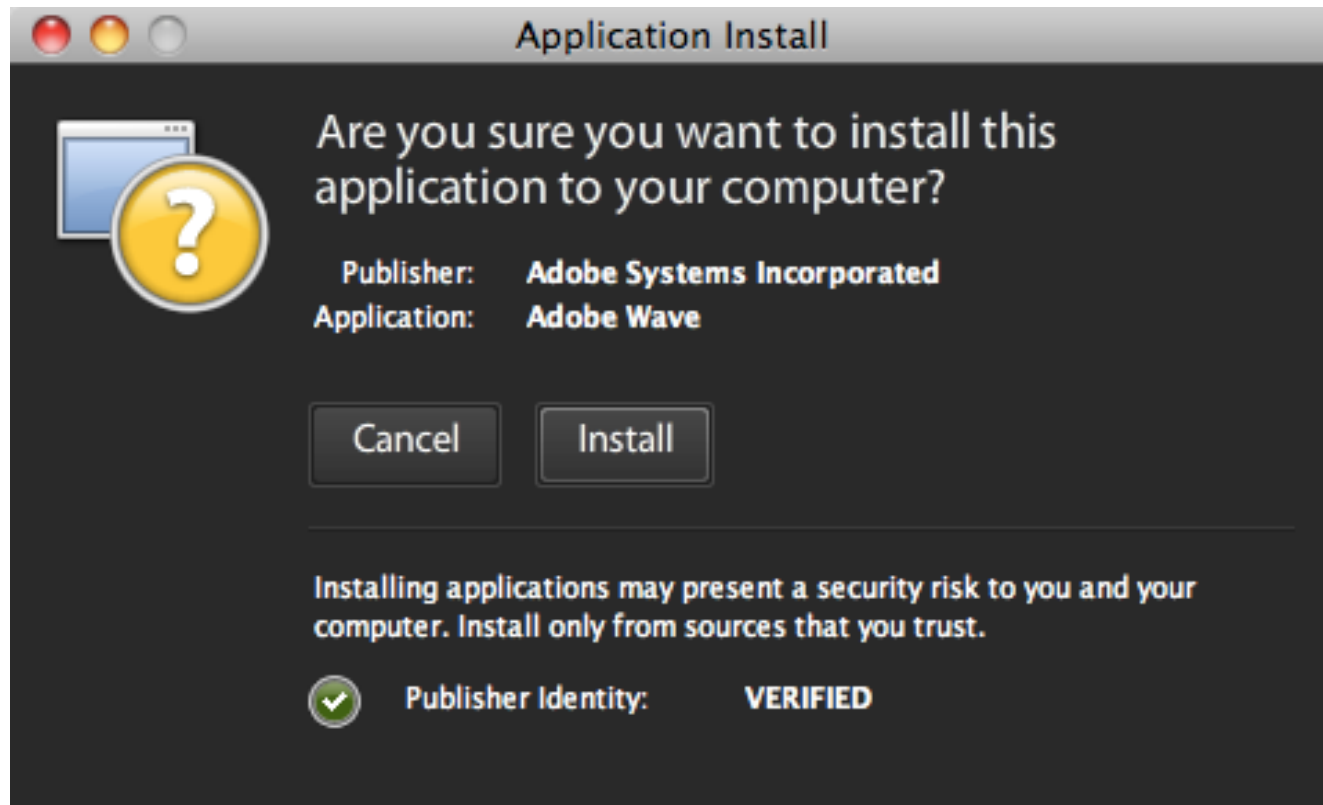 Application Install
Are you sure you want to install this
application to your computer?
Publisher: Adobe Systems Incorporated
Application: Adobe Wave
Cancel Install
Installing applications may present a security risk to you and your
computer. Install only from sources that you trust.
Publisher Identity: VERIFIED